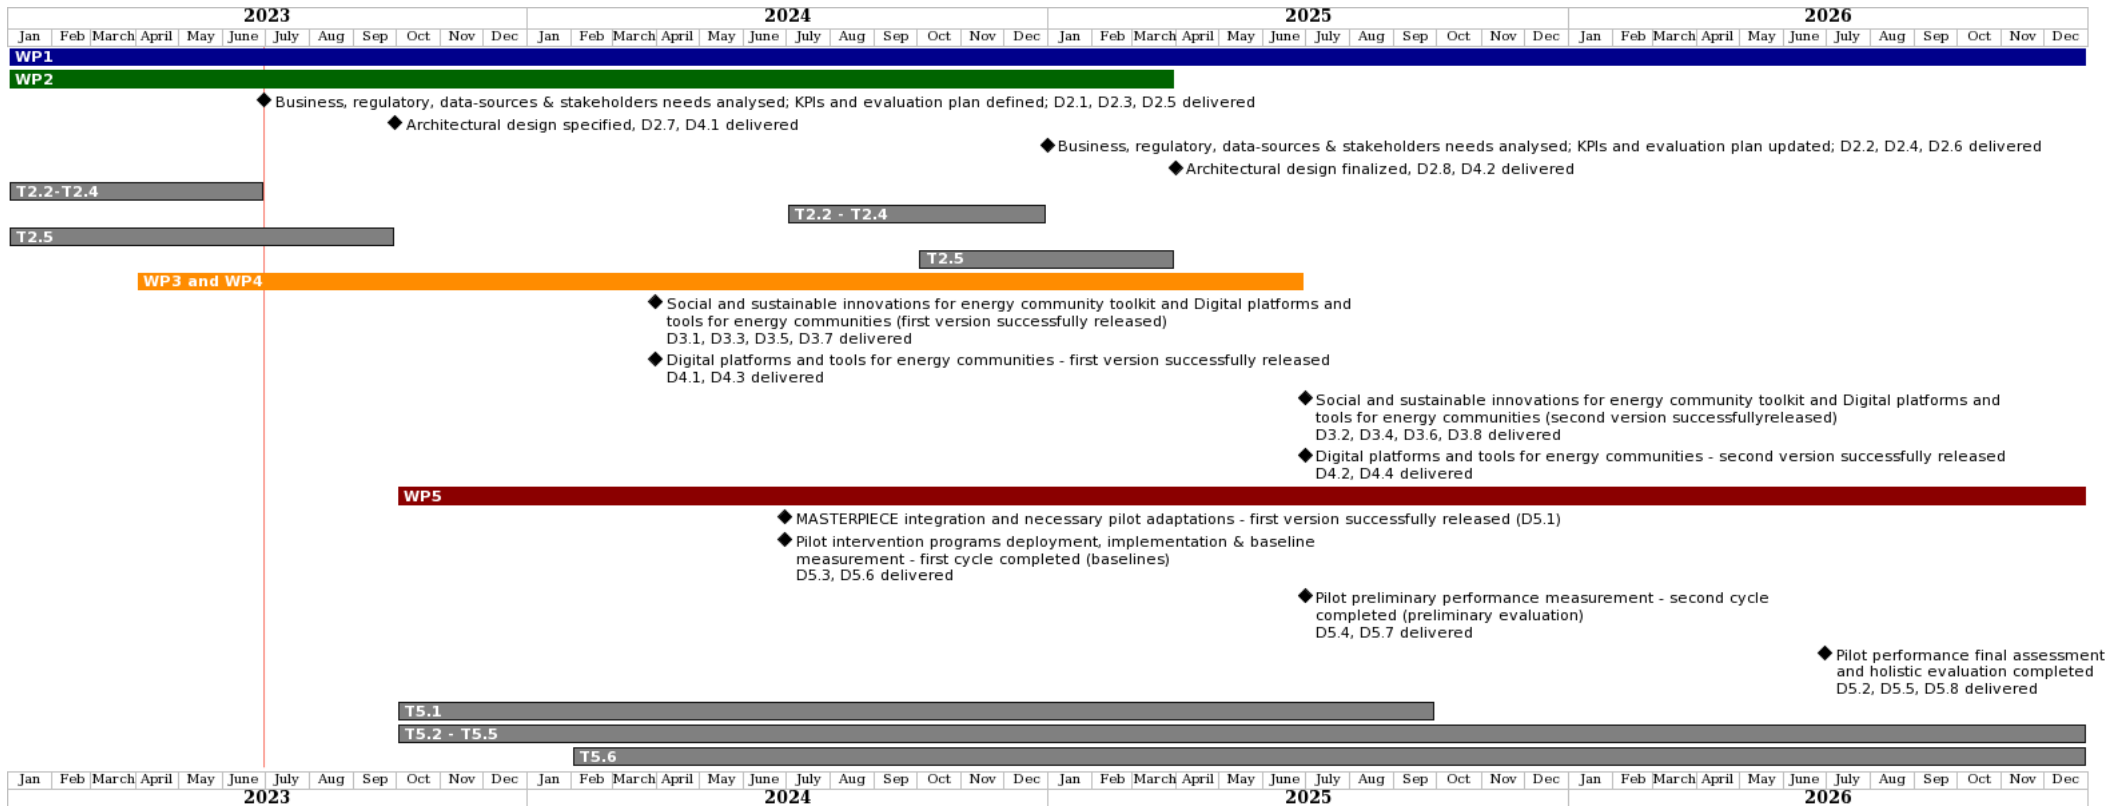 2023 2024 2025 2026
Jan Feb March April May June July Aug Sep Oct Nov Dec Jan Feb March April May June July Aug Sep Oct Nov Dec Jan Feb March April May June July Aug Sep Oct Nov Dec Jan Feb March April May June July Aug Sep Oct Nov Dec
WP1
WP2
Business, regulatory, data-sources & stakeholders needs analysed; KPIs and evaluation plan defined; D2.1, D2.3, D2.5 delivered
Architectural design specified, D2.7, D4.1 delivered
Business, regulatory, data-sources & stakeholders needs analysed; KPIs and evaluation plan updated; D2.2, D2.4, D2.6 delivered
Architectural design finalized, D2.8, D4.2 delivered
T2.2-T2.4
T2.2 - T2.4
T2.5
T2.5
WP3 and WP4
Social and sustainable innovations for energy community toolkit and Digital platforms and
tools for energy communities (first version successfully released)
D3.1, D3.3, D3.5, D3.7 delivered
Digital platforms and tools for energy communities - first version successfully released
D4.1, D4.3 delivered
Social and sustainable innovations for energy community toolkit and Digital platforms and
tools for energy communities (second version successfullyreleased)
D3.2, D3.4, D3.6, D3.8 delivered
Digital platforms and tools for energy communities - second version successfully released
D4.2, D4.4 delivered
WP5
MASTERPIECE integration and necessary pilot adaptations - first version successfully released (D5.1)
Pilot intervention programs deployment, implementation & baseline
measurement - first cycle completed (baselines)
D5.3, D5.6 delivered
Pilot preliminary performance measurement - second cycle
completed (preliminary evaluation)
D5.4, D5.7 delivered
Pilot performance final assessment
and holistic evaluation completed
D5.2, D5.5, D5.8 delivered
T5.1
T5.2 - T5.5
T5.6
Jan Feb March April May June July Aug Sep Oct Nov Dec Jan Feb March April May June July Aug Sep Oct Nov Dec Jan Feb March April May June July Aug Sep Oct Nov Dec Jan Feb March April May June July Aug Sep Oct Nov Dec
2023 2024 2025 2026